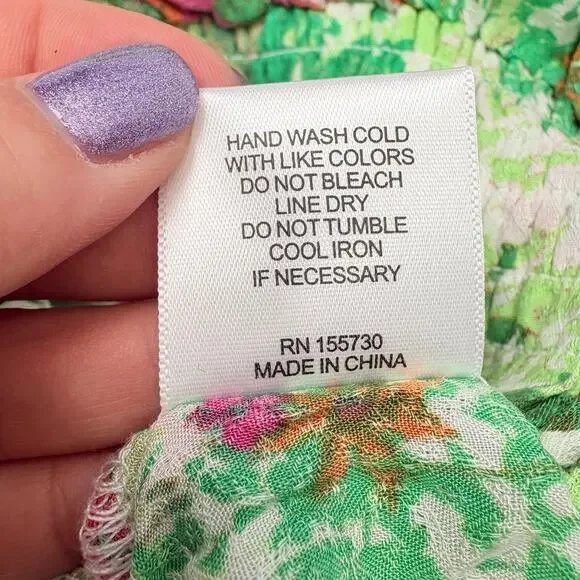 HAND WASH COLD
WITH LIKE COLORS
DO NOT BLEACH
LINE DRY
DO NOT TUMBLE
COOL IRON
IF NECESSARY
RN 155730
MADE IN CHINA